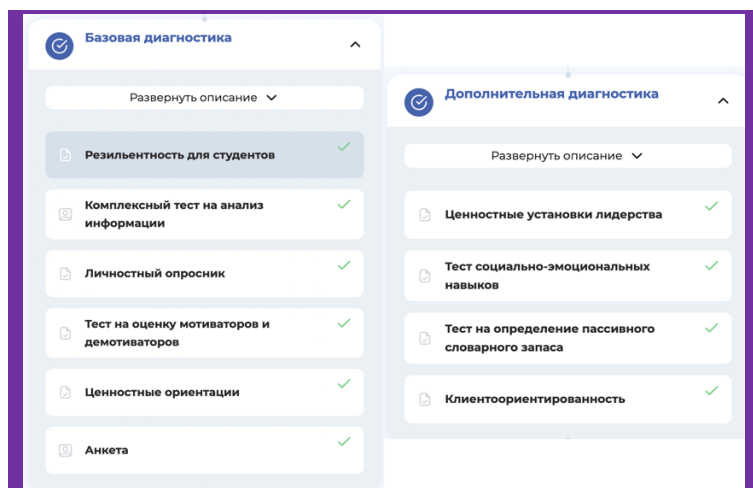 Базовая диагностика
Развернуть описание
Резильентность для студентов
Комплексный тест на анализ
информации
Личностный опросник
Тест на оценку мотиваторов и
демотиваторов
Ценностные ориентации
Анкета
Дополнительная диагностика
Развернуть описание
Ценностные установки лидерства
Тест социально-эмоциональных
навыков
Тест на определение пассивного
словарного запаса
Клиентоориентированность